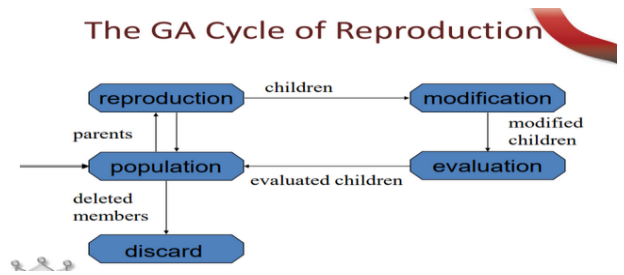 The GA Cycle of Reproduction
children
reproduction
modification
parents
modified
children
population
evaluation
evaluated children
deleted
members
discard